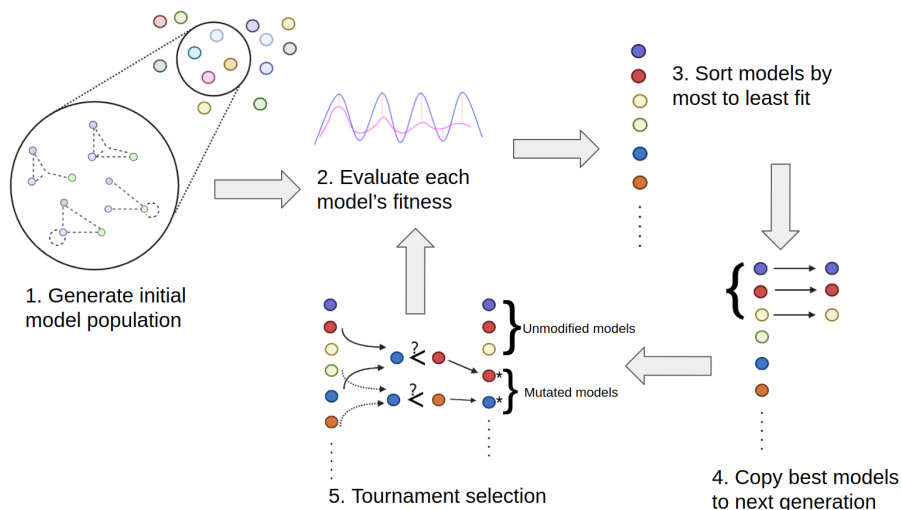 1. Generate initial
model population
2. Evaluate each
model's fitness
3. Sort models by
most to least fit
4. Copy best models
to next generation
?
<
?
<
*
*
Unmodified models
Mutated models
5. Tournament selection